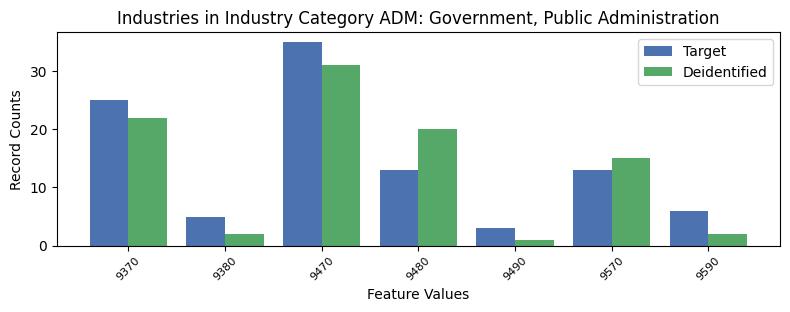 Industries in Industry Category ADM: Government, Public Administration
Target
Deidentified
Record Counts
30
20
10
0
9370
9380
9470
9480
9490
9570
9590
Feature Values